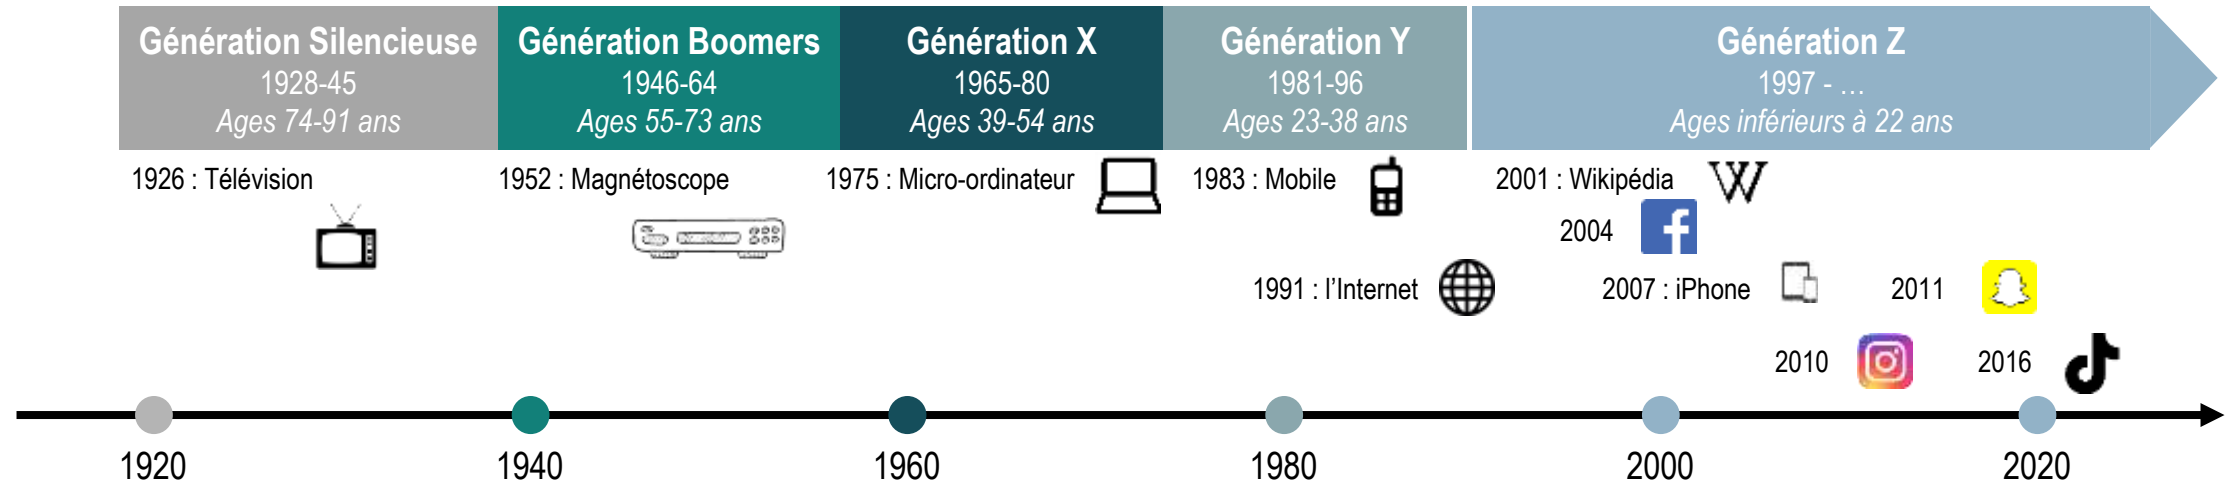 Génération Silencieuse
1928-45
Ages 74-91 ans
Génération Boomers
1946-64
Ages 55-73 ans
Génération X
1965-80
Ages 39-54 ans
Génération Y
1981-96
Ages 23-38 ans
Génération Z
1997 - ...
Ages inférieurs à 22 ans
1926 : Télévision
1952 : Magnétoscope
1975 : Micro-ordinateur
1983 : Mobile
2001 : Wikipédia
W
2004
f
1991 : l'Internet
2007 : iPhone
2011
2010
2016
1920
1940
1960
1980
2000
2020